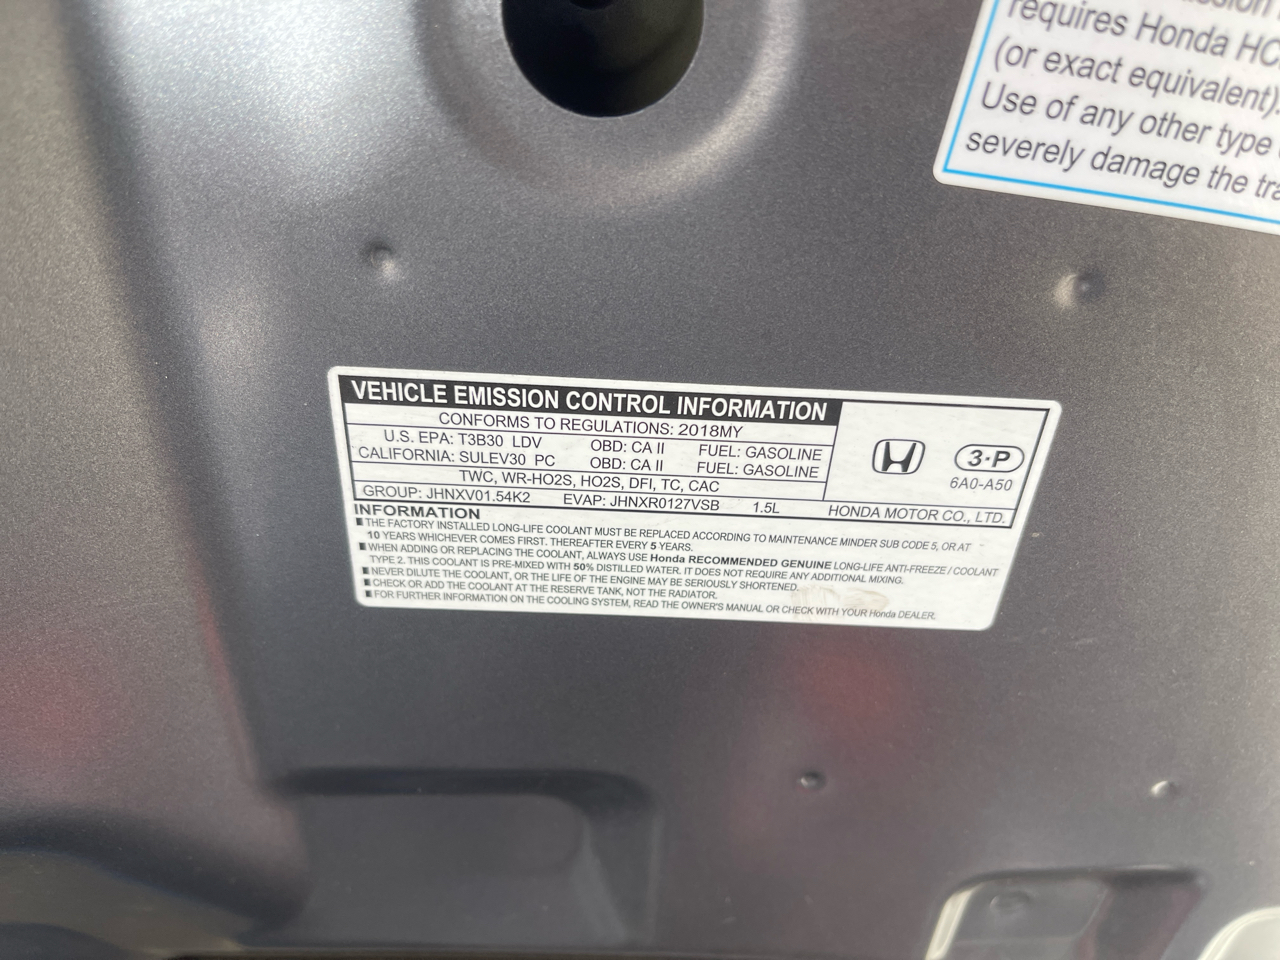 requires Honda HC
(or exact equivalent).
Use of any other type
severely damage the tra
VEHICLE EMISSION CONTROL INFORMATION
CONFORMS TO REGULATIONS: 2018MY
U.S. EPA: T3B30 LDV OBD: CA II FUEL: GASOLINE
CALIFORNIA: SULEV30 PC OBD: CA II FUEL: GASOLINE
TWC, WR-HO2S, HO2S, DFI, TC, CAC
GROUP: JHNXV01.54K2 EVAP: JHNXR0127VSB 1.5L
3·P
6A0-A50
HONDA MOTOR CO., LTD.
INFORMATION
■ THE FACTORY INSTALLED LONG-LIFE COOLANT MUST BE REPLACED ACCORDING TO MAINTENANCE MINDER SUB CODE 5, OR AT
10 YEARS WHICHEVER COMES FIRST. THEREAFTER EVERY 5 YEARS.
■ WHEN ADDING OR REPLACING THE COOLANT, ALWAYS USE Honda RECOMMENDED GENUINE LONG-LIFE ANTI-FREEZE / COOLANT
TYPE 2. THIS COOLANT IS PRE-MIXED WITH 50% DISTILLED WATER. IT DOES NOT REQUIRE ANY ADDITIONAL MIXING.
■ NEVER DILUTE THE COOLANT, OR THE LIFE OF THE ENGINE MAY BE SERIOUSLY SHORTENED.
■ CHECK OR ADD THE COOLANT AT THE RESERVE TANK, NOT THE RADIATOR.
■ FOR FURTHER INFORMATION ON THE COOLING SYSTEM, READ THE OWNER'S MANUAL OR CHECK WITH YOUR Honda DEALER.